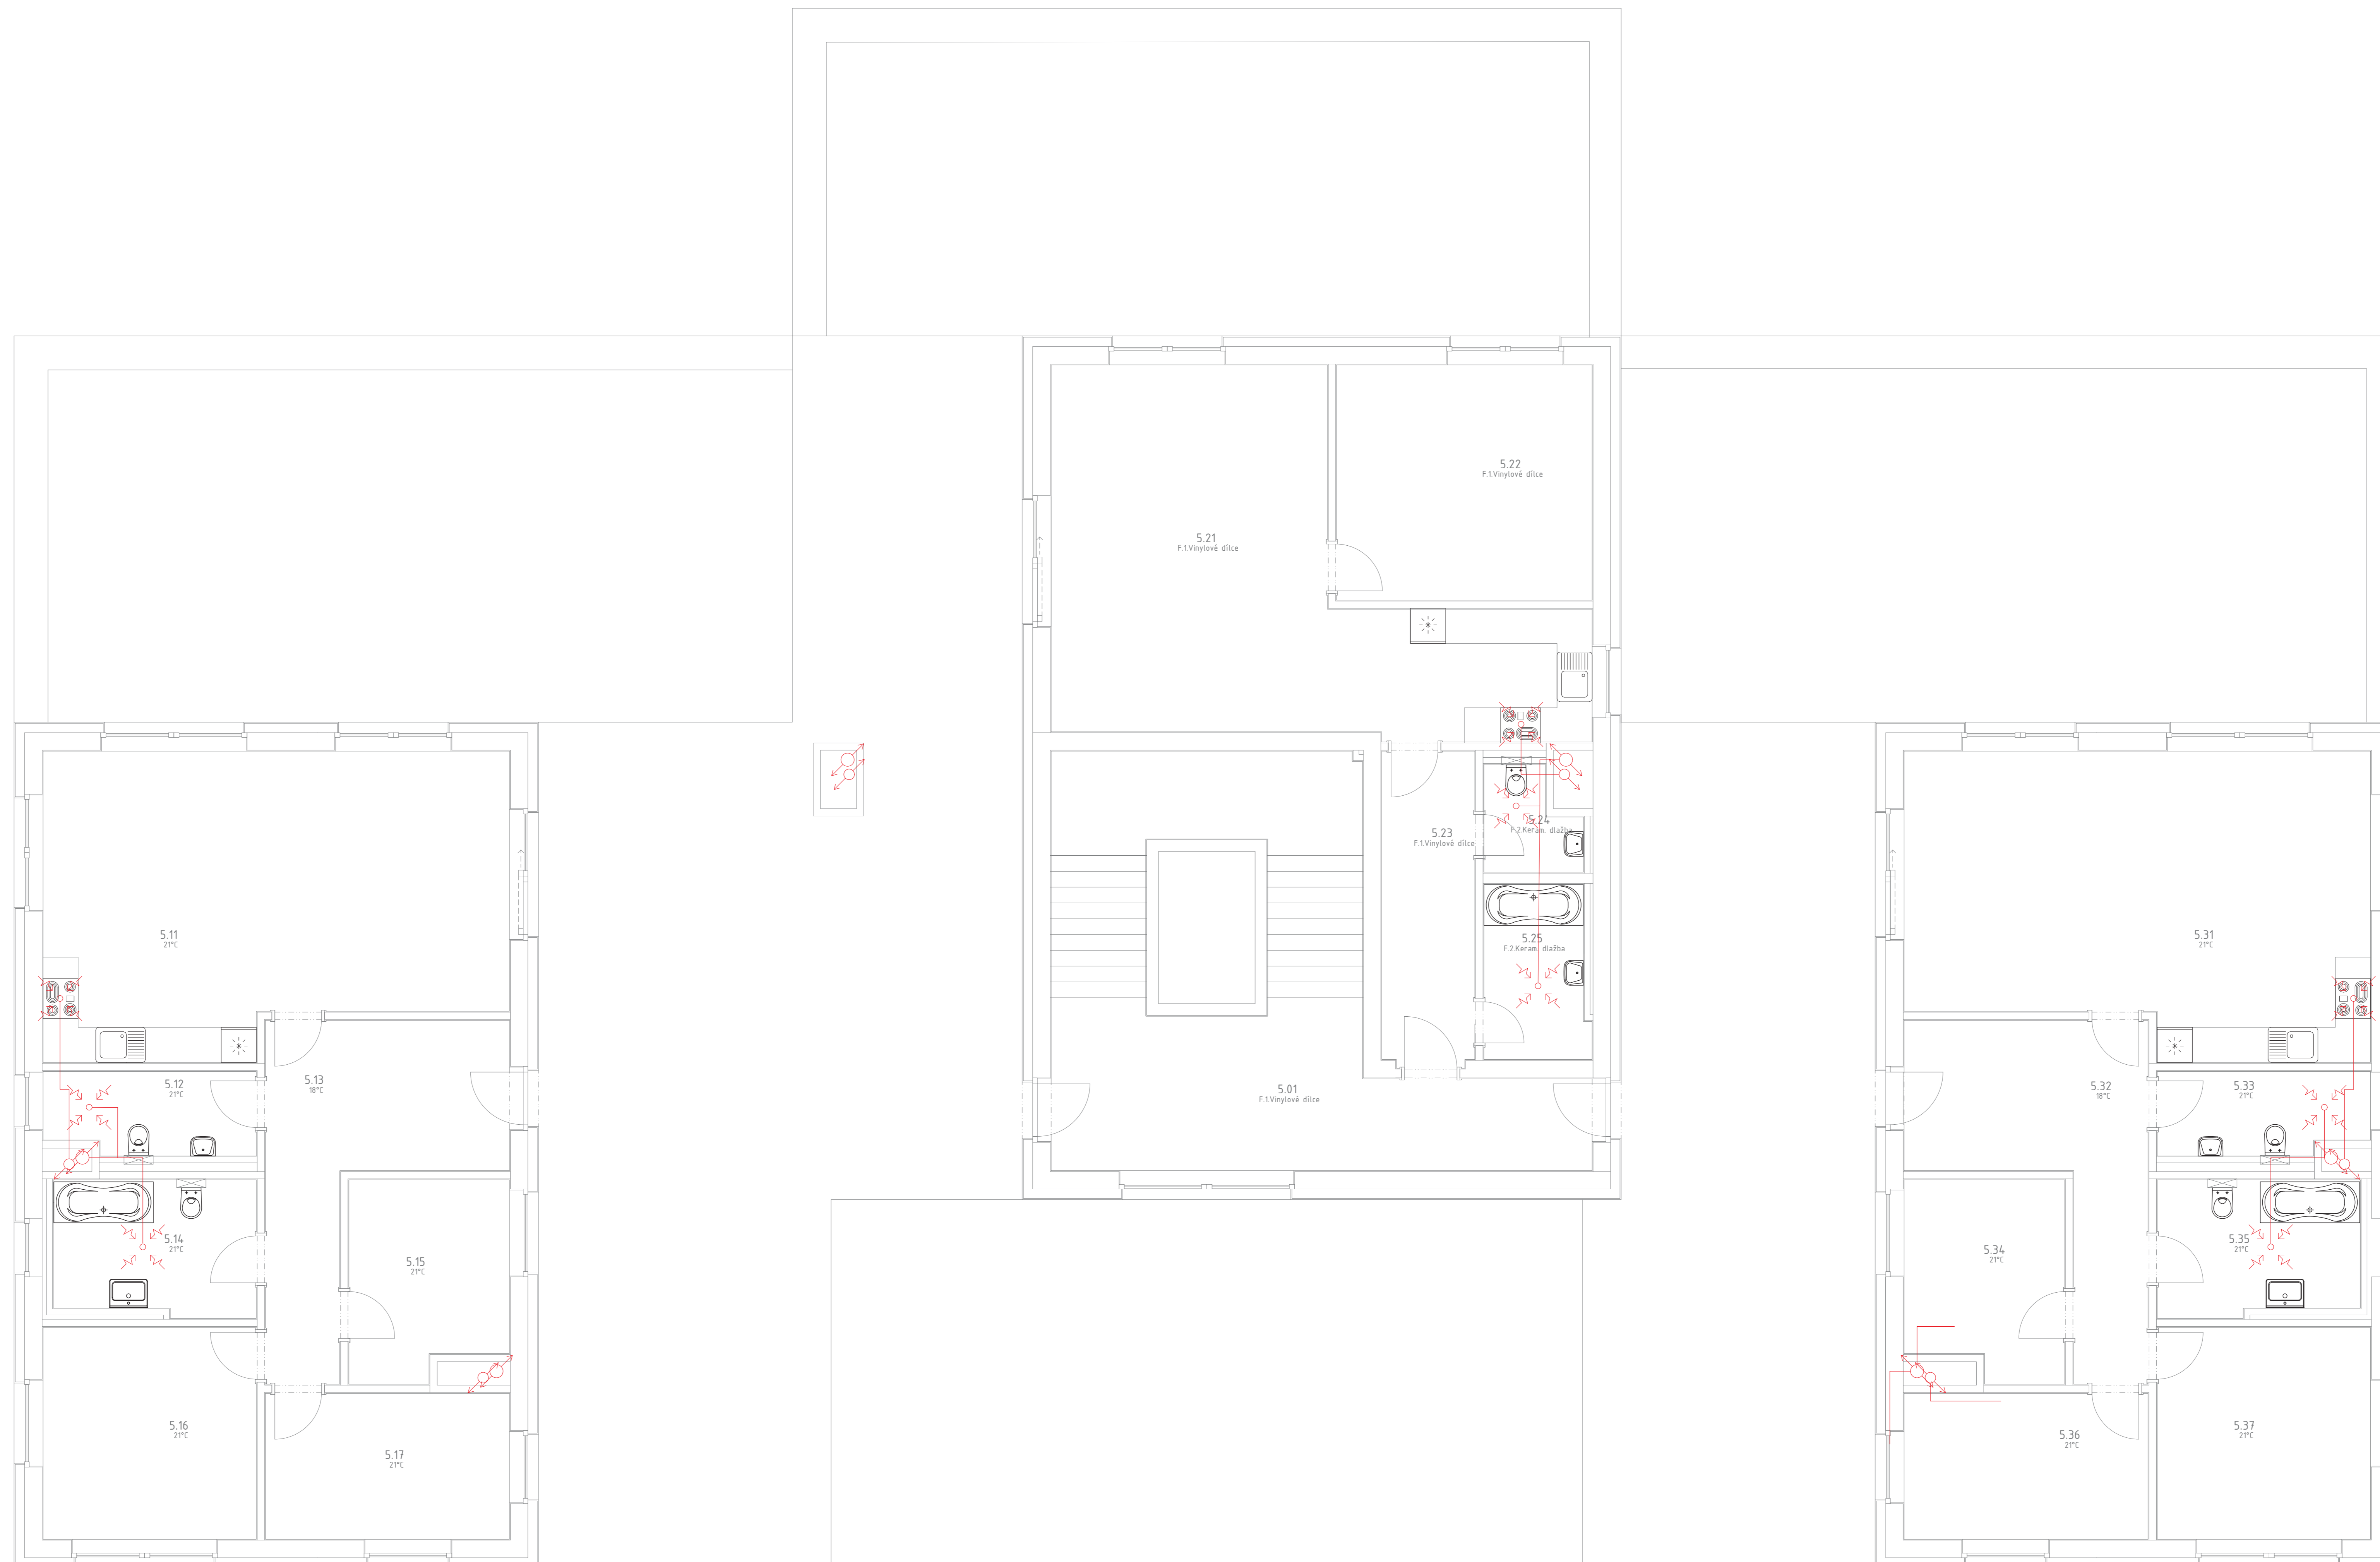 5.22
F.1.Vinylové dílce
5.21
F.1.Vinylové dílce
5.24
F.2.Keram. dlažba
5.23
F.1.Vinylové dílce
5.25
F.2.Keram. dlažba
5.01
F.1.Vinylové dílce
5.11
21°C
5.12
21°C
5.13
18°C
5.14
21°C
5.15
21°C
5.16
21°C
5.17
21°C
5.31
21°C
5.32
18°C
5.33
21°C
5.34
21°C
5.35
21°C
5.36
21°C
5.37
21°C